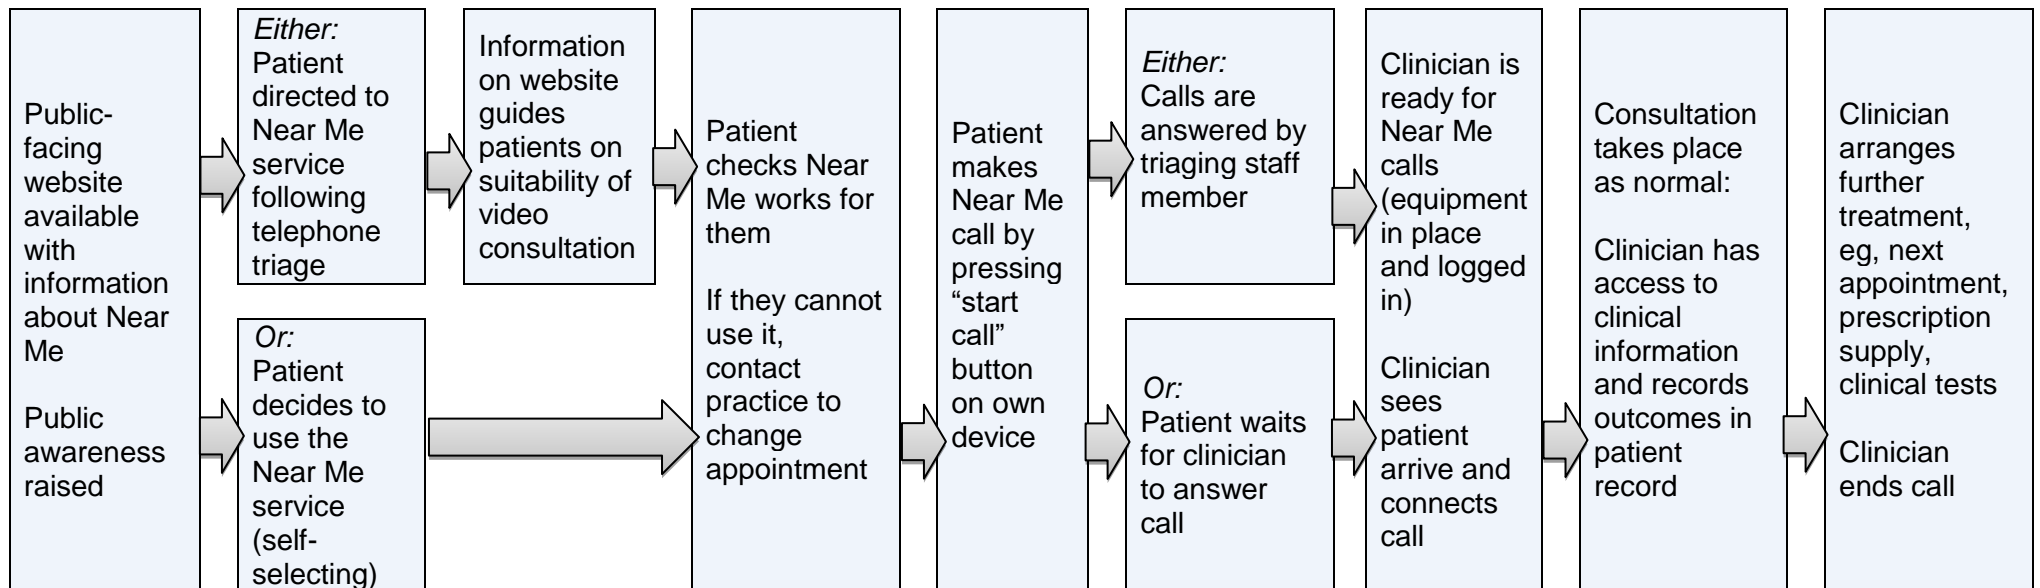 Public-
facing
website
available
with
information
about Near
Me
Public
awareness
raised
Either:
Patient
directed to
Near Me
service
following
telephone
triage
Or:
Patient
decides to
use the
Near Me
service
(self-
selecting)
Information
on website
guides
patients on
suitability of
video
consultation
Patient
checks Near
Me works for
them
If they cannot
use it,
contact
practice to
change
appointment
Patient
makes
Near Me
call by
pressing
“start
call”
button
on own
device
Either:
Calls are
answered by
triaging staff
member
Or:
Patient waits
for clinician
to answer
call
Clinician is
ready for
Near Me
calls
(equipment
in place
and logged
in)
Clinician
sees
patient
arrive and
connects
call
Consultation
takes place
as normal:
Clinician has
access to
clinical
information
and records
outcomes in
patient
record
Clinician
arranges
further
treatment,
eg, next
appointment,
prescription
supply,
clinical tests
Clinician
ends call